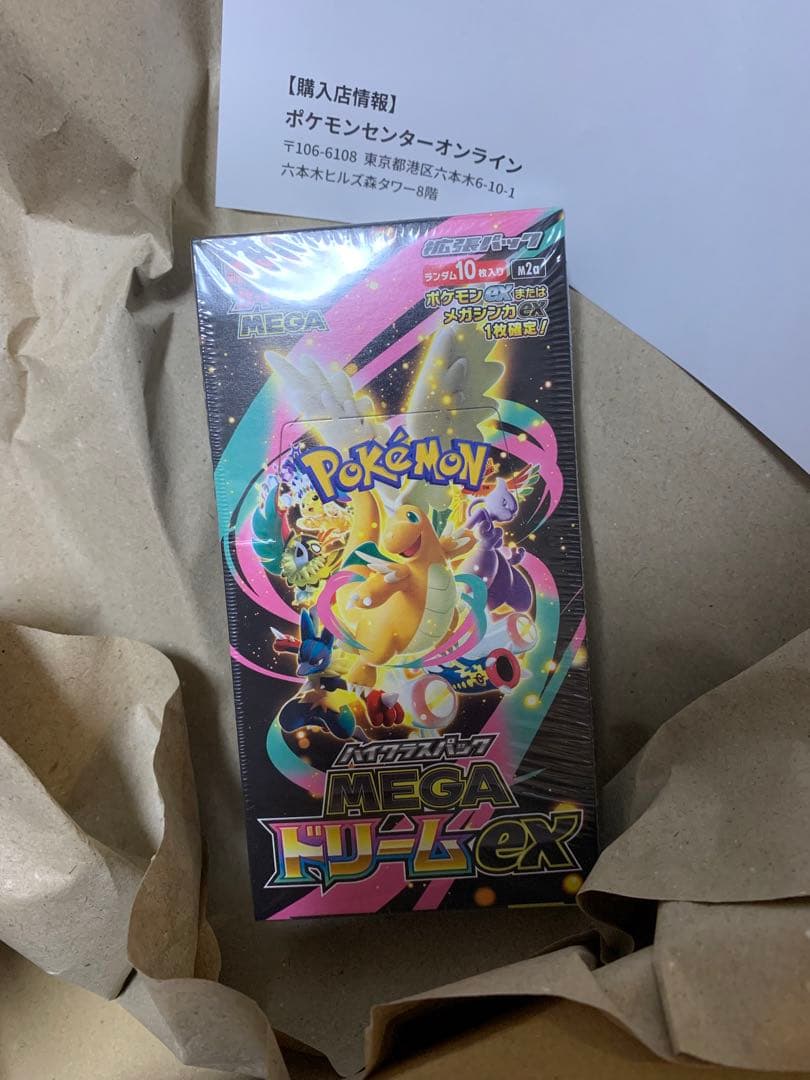 【購入店情報】
ポケモンセンターオンライン
〒106-6108 東京都港区六本木6-10-1
六本木ヒルズ森タワー8階
拡張パック
ランダム10枚入り M2a
ポケモンexまたは
メガシンカex
1枚確定!
MEGA
POKéMON
ハイクラスパック
MEGA
ドリームex